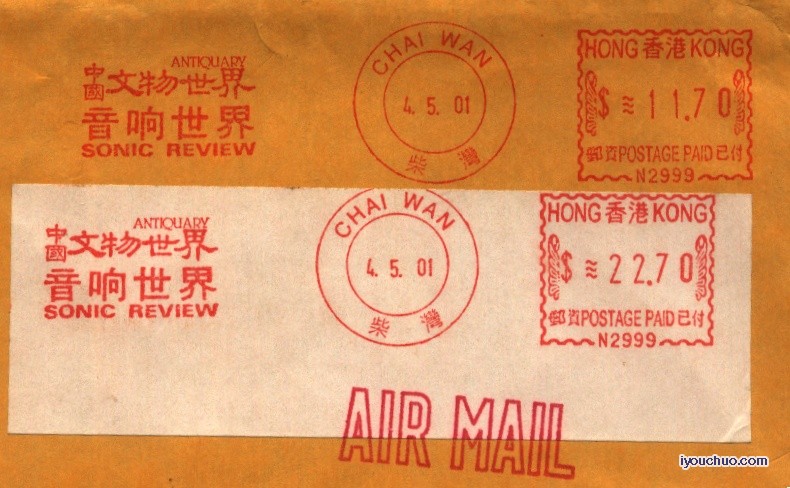 ANTIQUARY
中國文物世界
音响世界
SONIC REVIEW
CHAI WAN
4. 5. 01
柴灣
HONG 香港 KONG
$ ≈ 11.70
郵資 POSTAGE PAID 已付
N2999
ANTIQUARY
中國文物世界
音响世界
SONIC REVIEW
CHAI WAN
4. 5. 01
柴灣
HONG 香港 KONG
$ ≈ 22.70
郵資 POSTAGE PAID 已付
N2999
AIR MAIL
iyouchuo.com